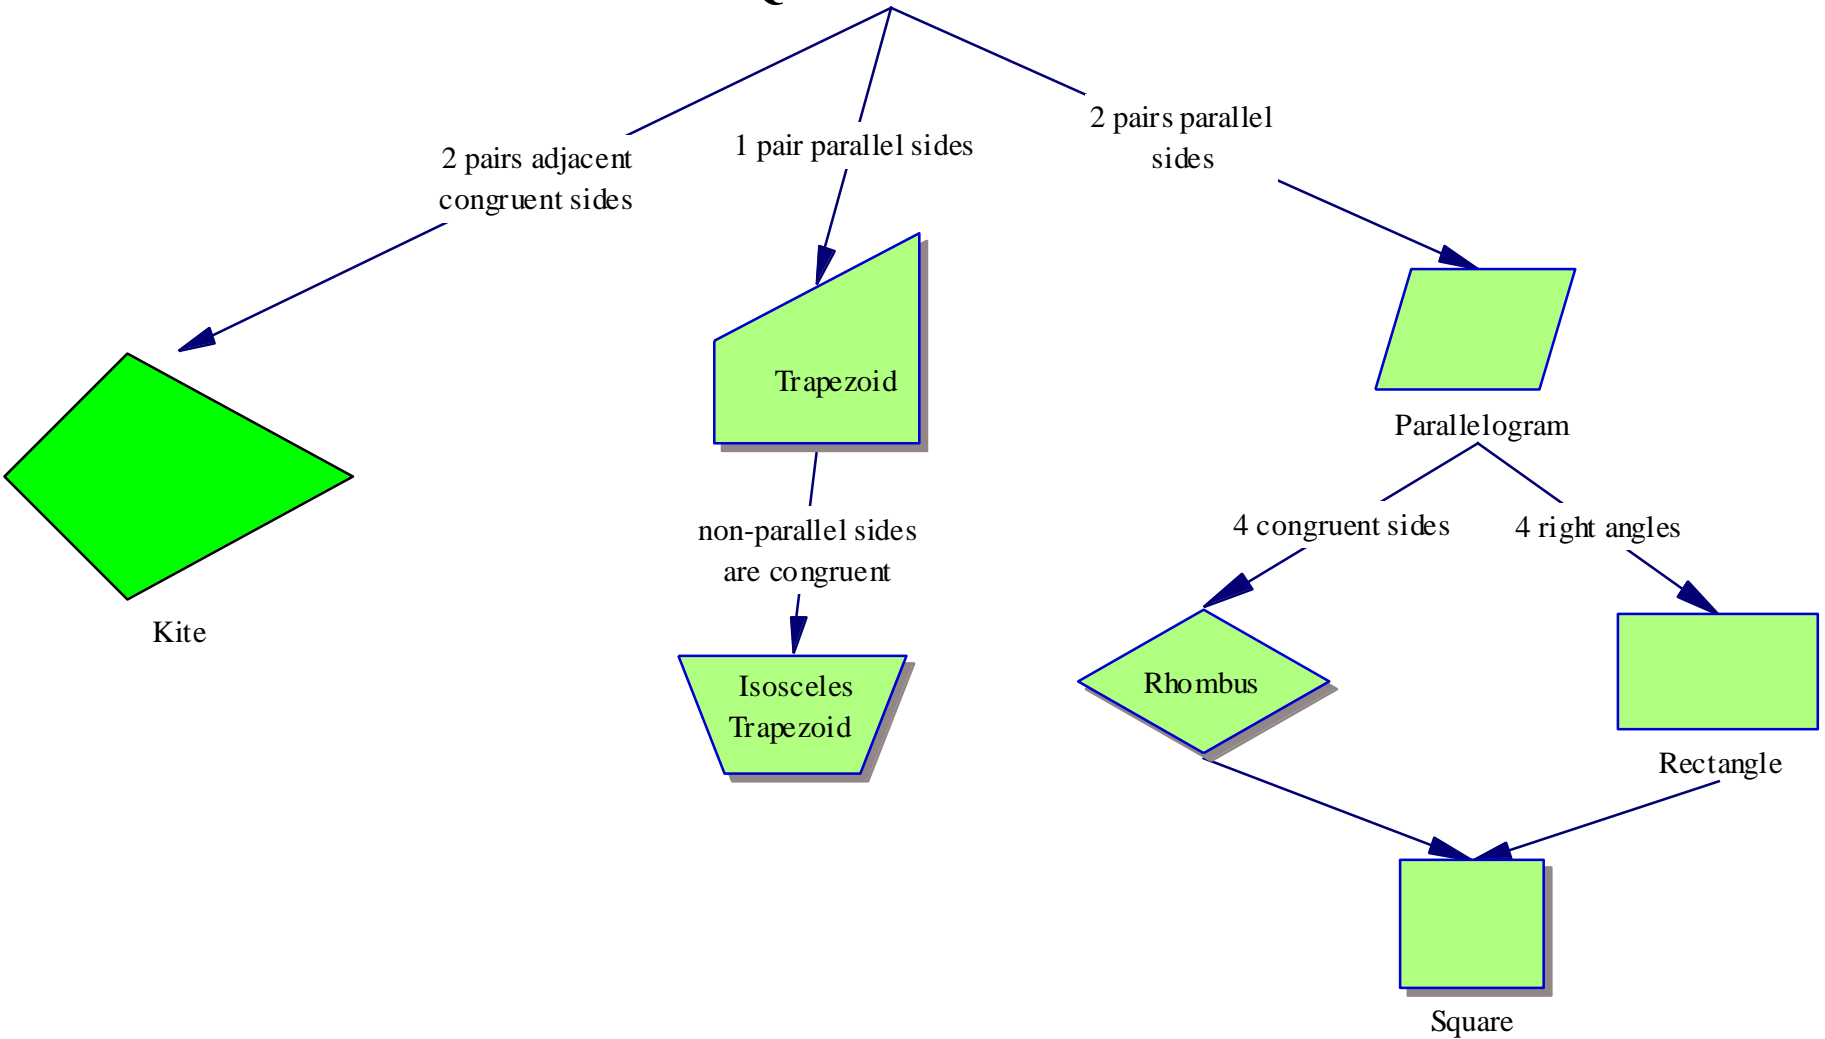 2 pairs adjacent
congruent sides
1 pair parallel sides
2 pairs parallel
sides
Trapezoid
Parallelogram
Kite
non-parallel sides
are congruent
4 congruent sides
4 right angles
Isosceles
Trapezoid
Rhombus
Rectangle
Square